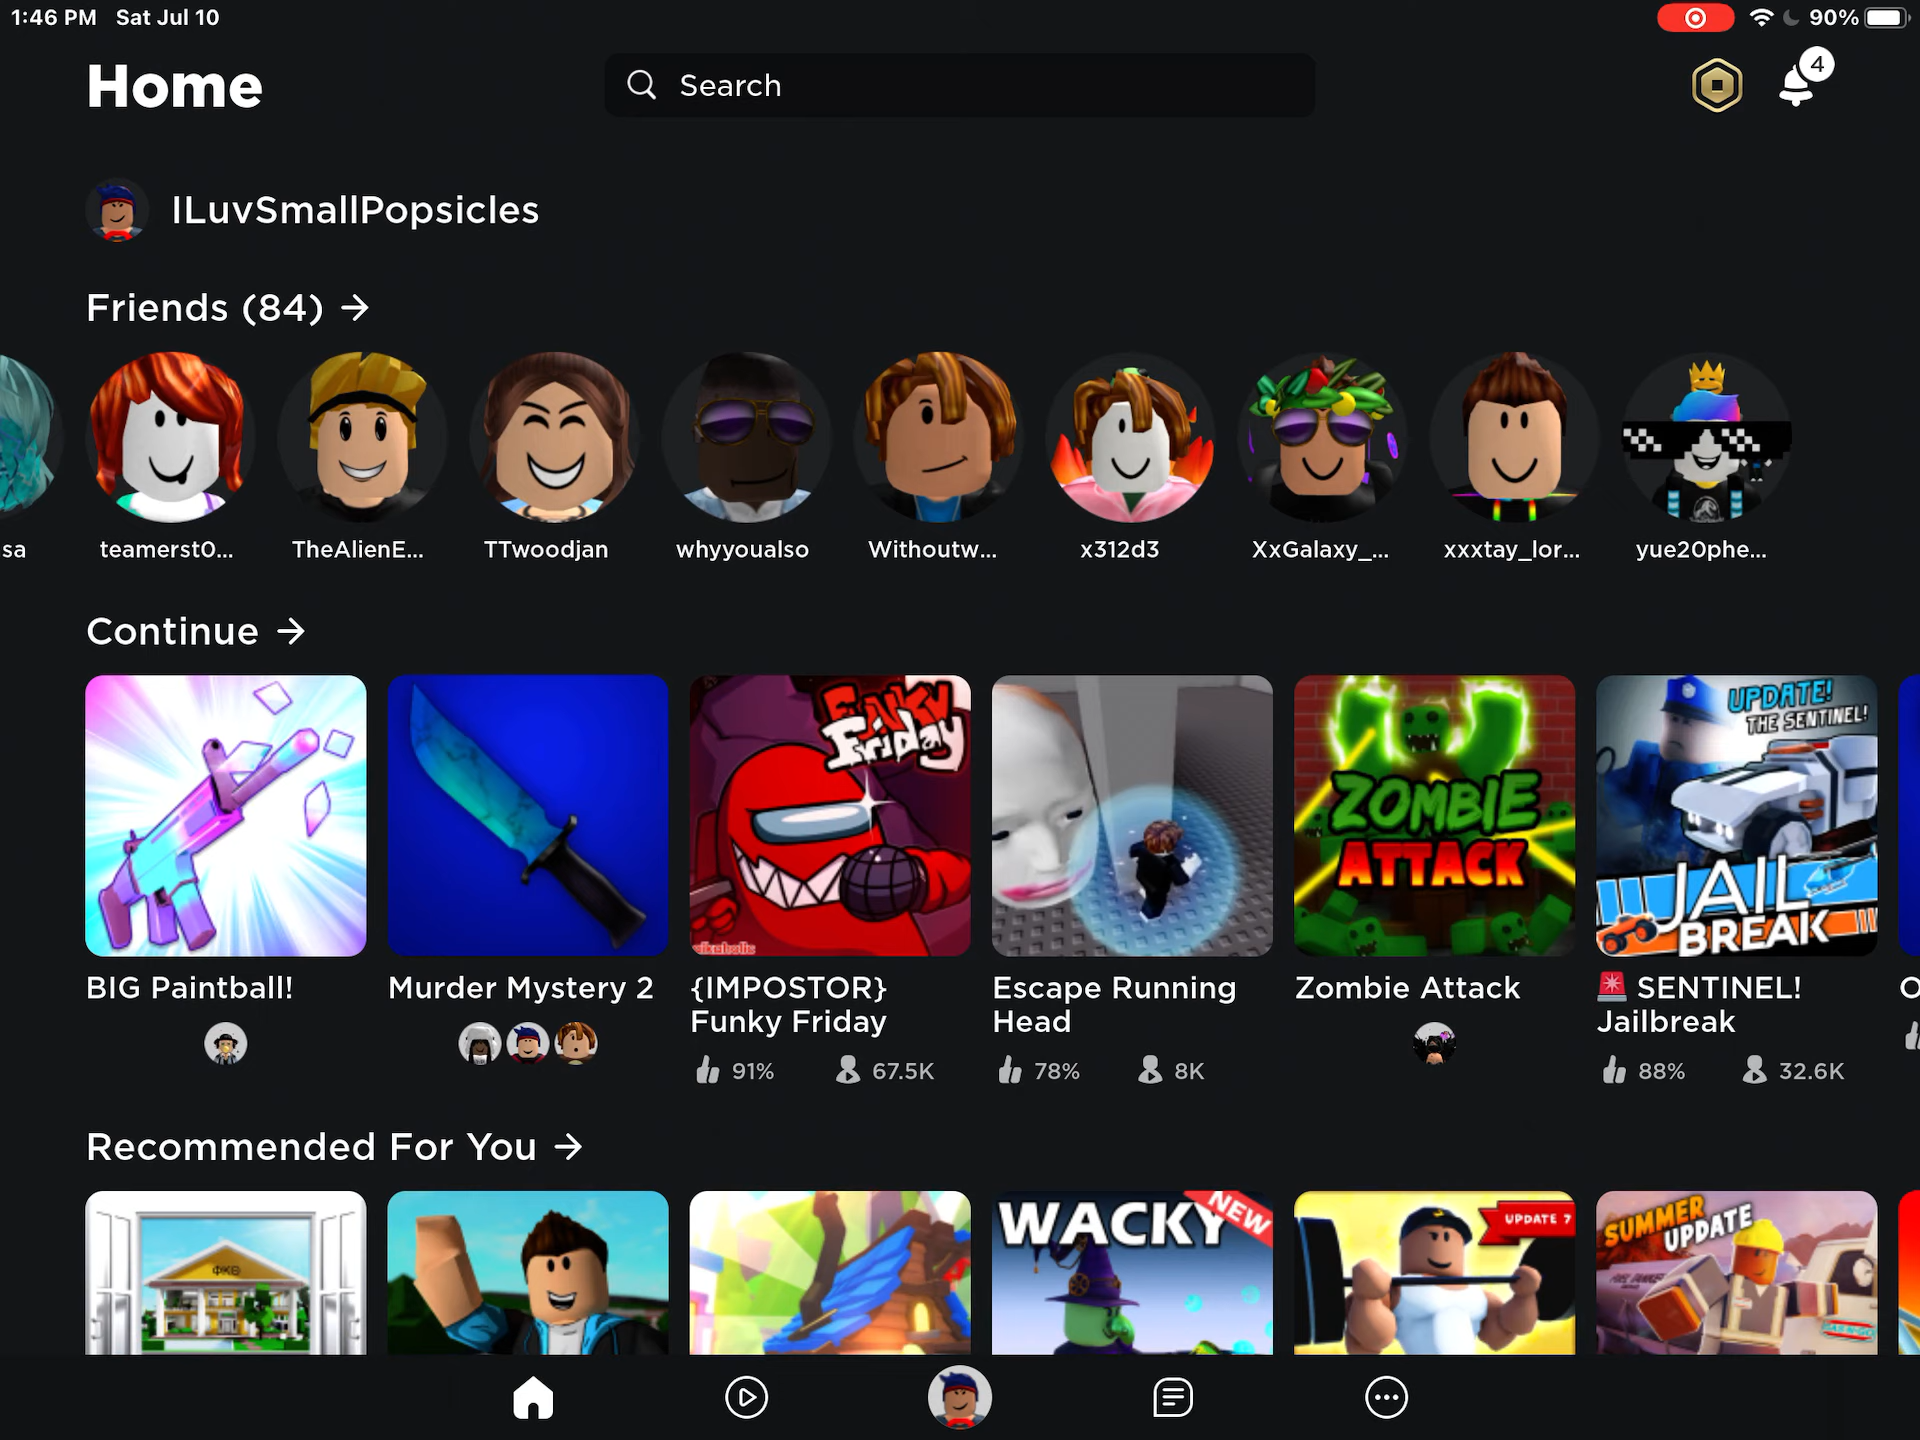 1:46 PM Sat Jul 10
90%
Home
Search
4
ILuvSmallPopsicles
Friends (84) →
sa
teamerst0...
TheAlienE...
TTwoodjan
whyyoualso
Withoutw...
x312d3
XxGalaxy_...
xxxtay_lor...
yue20phe...
Continue →
FUNKY
Friday
ZOMBIE
ATTACK
UPDATE!
THE SENTINEL!
JAIL
BREAK
BIG Paintball!
Murder Mystery 2
{IMPOSTOR}
Funky Friday
91% 67.5K
Escape Running
Head
78% 8K
Zombie Attack
🚨 SENTINEL!
Jailbreak
88% 32.6K
Recommended For You →
ΦΚΘ
WACKY
NEW
UPDATE 7
SUMMER
UPDATE